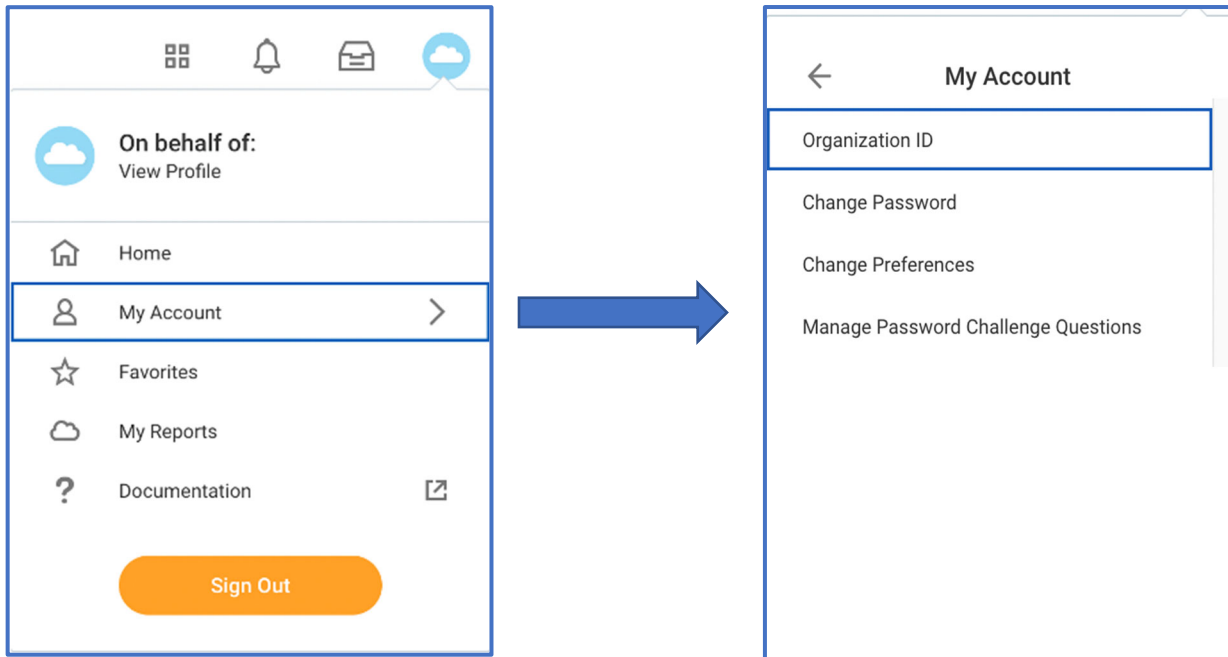 On behalf of:
View Profile
Home
My Account
Favorites
My Reports
Documentation
Sign Out
My Account
Organization ID
Change Password
Change Preferences
Manage Password Challenge Questions